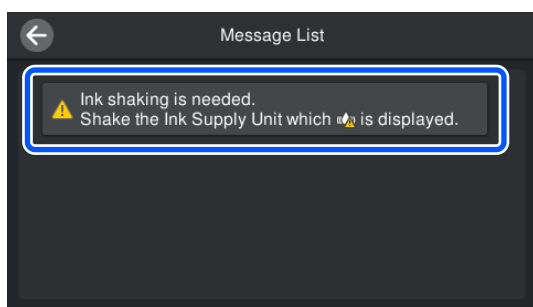 Message List
Ink shaking is needed.
Shake the Ink Supply Unit which is displayed.